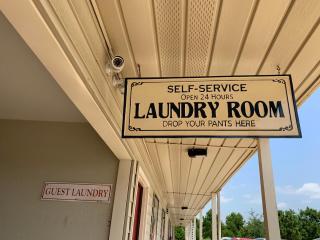 SELF-SERVICE
OPEN 24 HOURS
LAUNDRY ROOM
DROP YOUR PANTS HERE
GUEST LAUNDRY